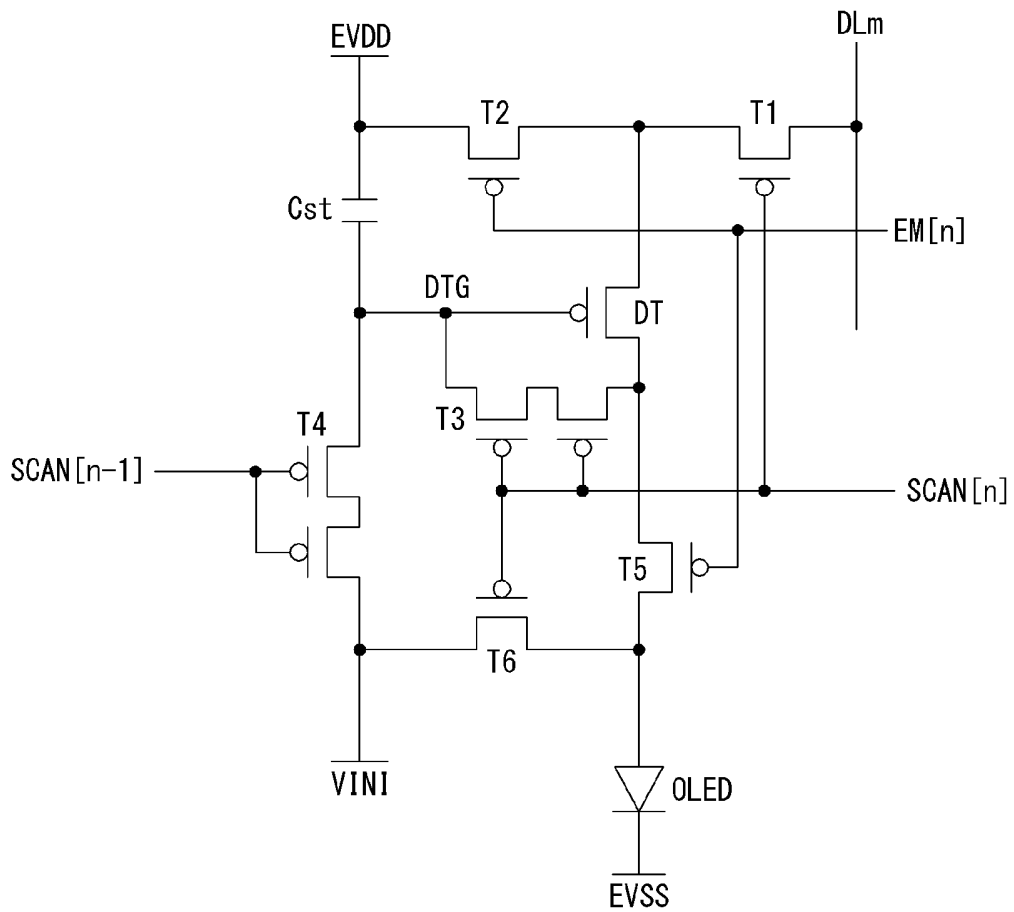 DLm
EVDD
T2
T1
Cst
EM[n]
DTG
DT
T3
T4
SCAN[n-1]
SCAN[n]
T5
T6
VINI
OLED
EVSS